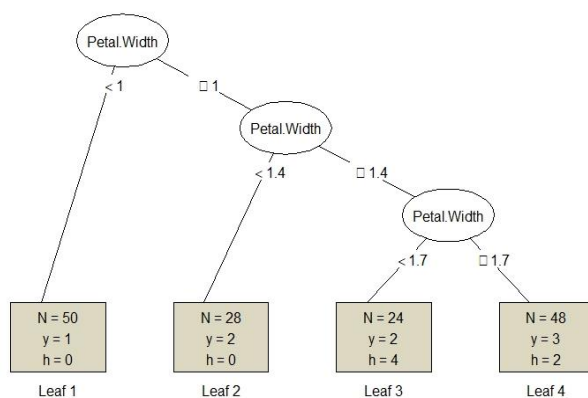 Petal.Width
< 1
□ 1
Petal.Width
< 1.4
□ 1.4
Petal.Width
< 1.7
□ 1.7
N = 50
y = 1
h = 0
N = 28
y = 2
h = 0
N = 24
y = 2
h = 4
N = 48
y = 3
h = 2
Leaf 1
Leaf 2
Leaf 3
Leaf 4